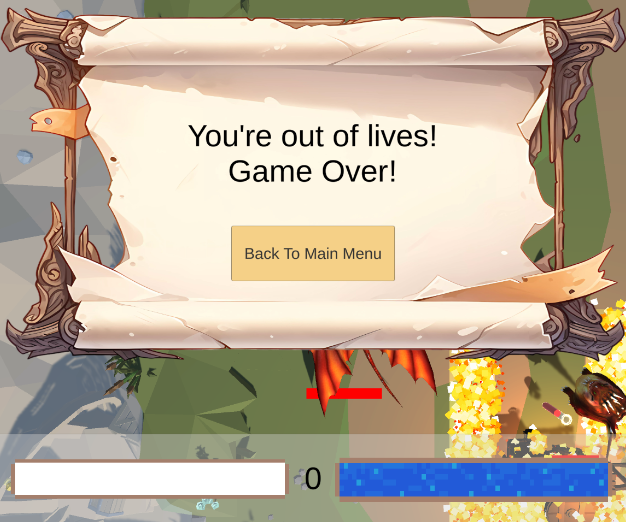 You're out of lives!
Game Over!
Back To Main Menu
0